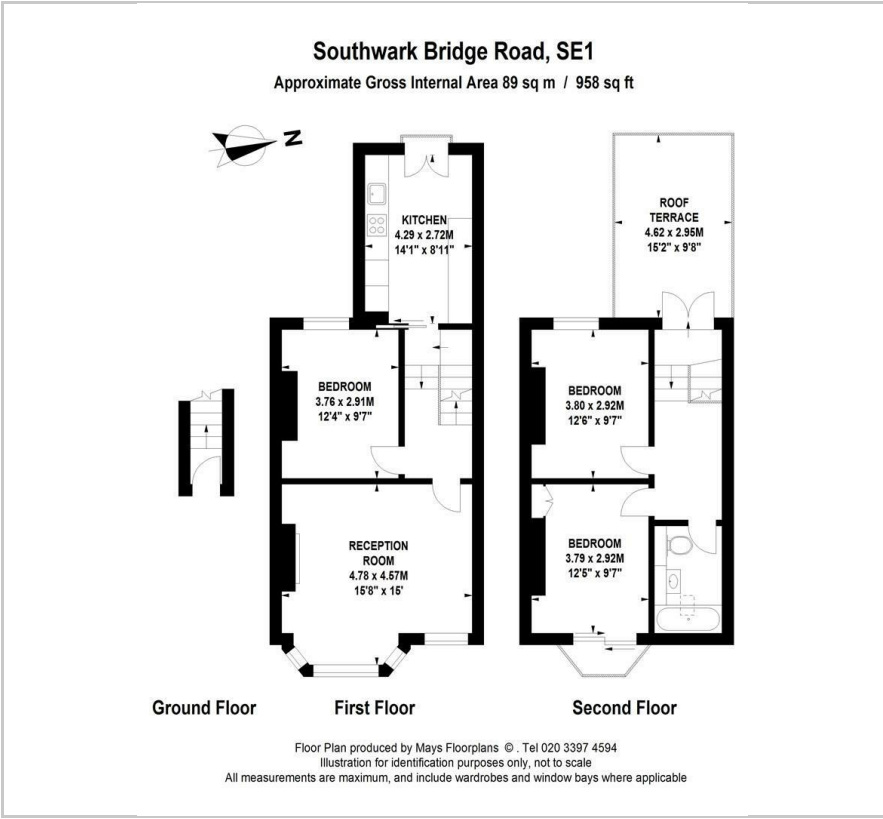 Southwark Bridge Road, SE1
Approximate Gross Internal Area 89 sq m / 958 sq ft
N
KITCHEN
4.29 x 2.72M
14'1" x 8'11"
ROOF
TERRACE
4.62 x 2.95M
15'2" x 9'8"
BEDROOM
3.76 x 2.91M
12'4" x 9'7"
BEDROOM
3.80 x 2.92M
12'6" x 9'7"
RECEPTION
ROOM
4.78 x 4.57M
15'8" x 15'
BEDROOM
3.79 x 2.92M
12'5" x 9'7"
Ground Floor
First Floor
Second Floor
Floor Plan produced by Mays Floorplans © . Tel 020 3397 4594
Illustration for identification purposes only, not to scale
All measurements are maximum, and include wardrobes and window bays where applicable